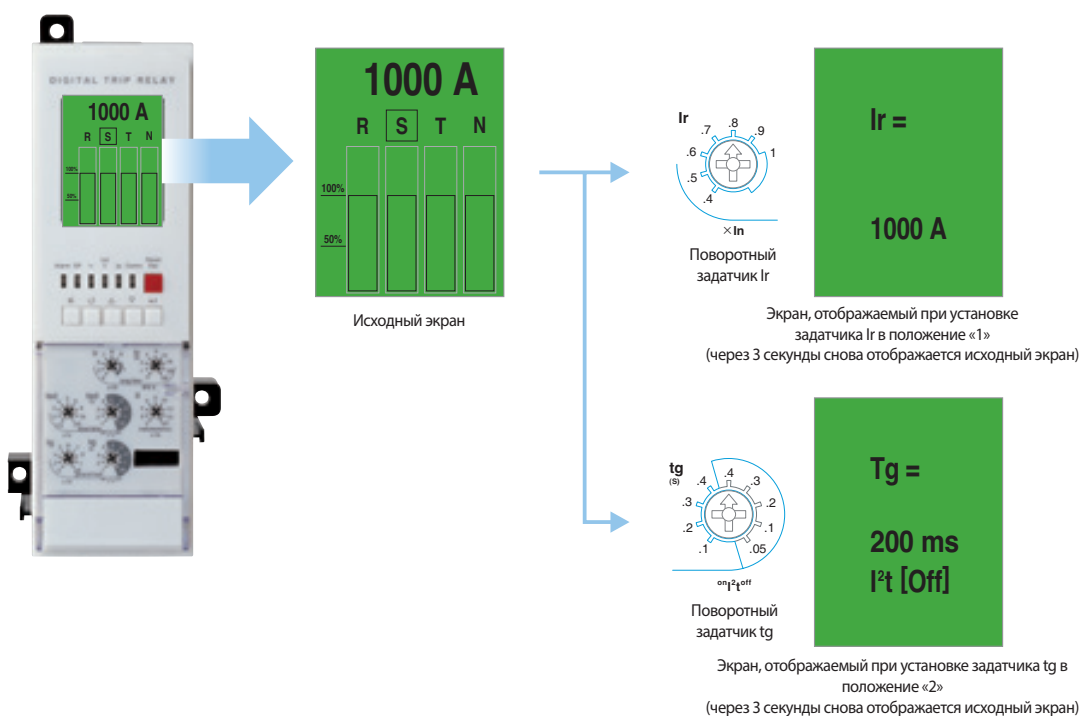 DIGITAL TRIP RELAY
1000 A
R S T N
100%
50%
1000 A
R S T N
100%
50%
Исходный экран
Ir
.4
.5
.6
.7
.8
.9
1
×In
Поворотный
задатчик Ir
Ir =
1000 A
Экран, отображаемый при установке
задатчика Ir в положение «1»
(через 3 секунды снова отображается исходный экран)
tg
(S)
.1
.2
.3
.4
.4
.3
.2
.1
.05
on I²t off
Поворотный
задатчик tg
Tg =
200 ms
I²t [Off]
Экран, отображаемый при установке задатчика tg в
положение «2»
(через 3 секунды снова отображается исходный экран)